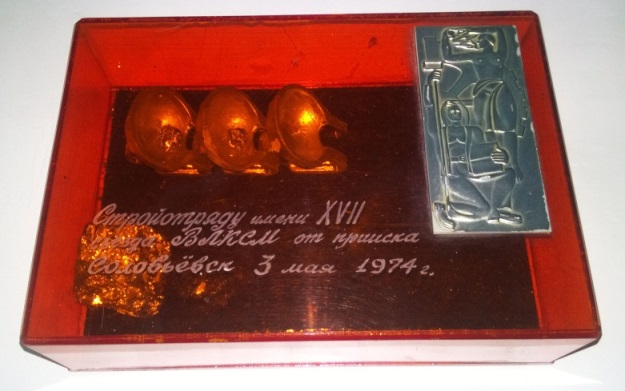 Стройотряду имени XVII
съезда ВЛКСМ от прииска
Соловьёвск 3 мая 1974 г.